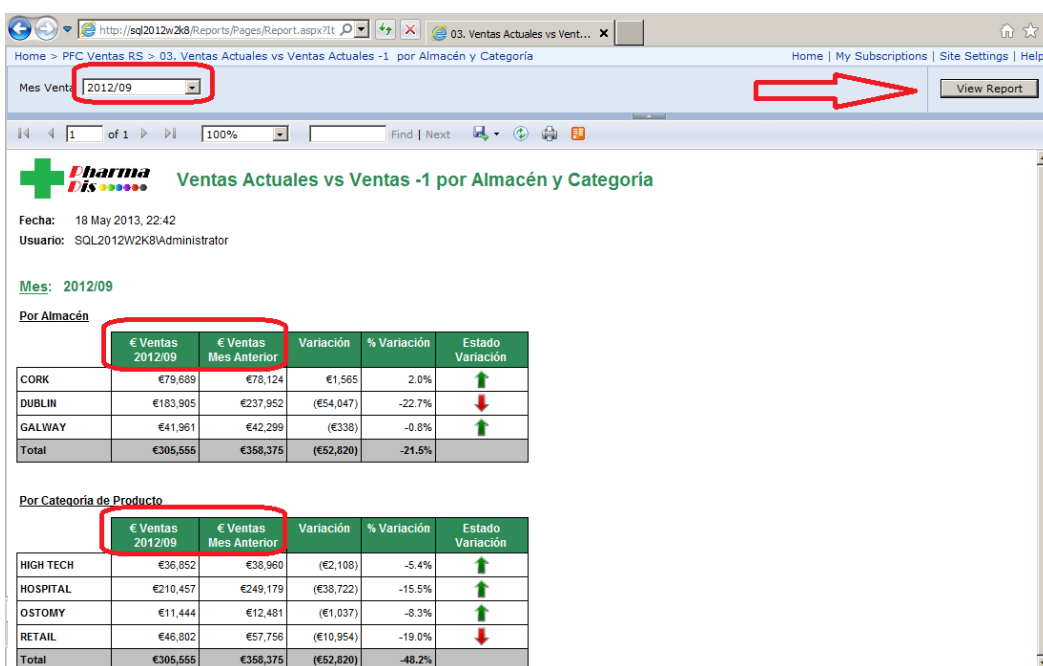 http://sql2012w2k8/Reports/Pages/Report.aspx?It
03. Ventas Actuales vs Vent...
Home > PFC Ventas RS > 03. Ventas Actuales vs Ventas Actuales -1 por Almacén y Categoría
Home | My Subscriptions | Site Settings | Help
Mes Venta 2012/09
View Report
1 of 1 100% Find | Next
Pharma
Dis
Ventas Actuales vs Ventas -1 por Almacén y Categoría
Fecha: 18 May 2013, 22:42
Usuario: SQL2012W2K8\Administrator
Mes: 2012/09
Por Almacén
€ Ventas 2012/09 € Ventas Mes Anterior Variación % Variación Estado Variación
CORK €79,689 €78,124 €1,565 2.0%
DUBLIN €183,905 €237,952 (€54,047) -22.7%
GALWAY €41,961 €42,299 (€338) -0.8%
Total €305,555 €358,375 (€52,820) -21.5%
Por Categoría de Producto
€ Ventas 2012/09 € Ventas Mes Anterior Variación % Variación Estado Variación
HIGH TECH €36,852 €38,960 (€2,108) -5.4%
HOSPITAL €210,457 €249,179 (€38,722) -15.5%
OSTOMY €11,444 €12,481 (€1,037) -8.3%
RETAIL €46,802 €57,756 (€10,954) -19.0%
Total €305,555 €358,375 (€52,820) -48.2%